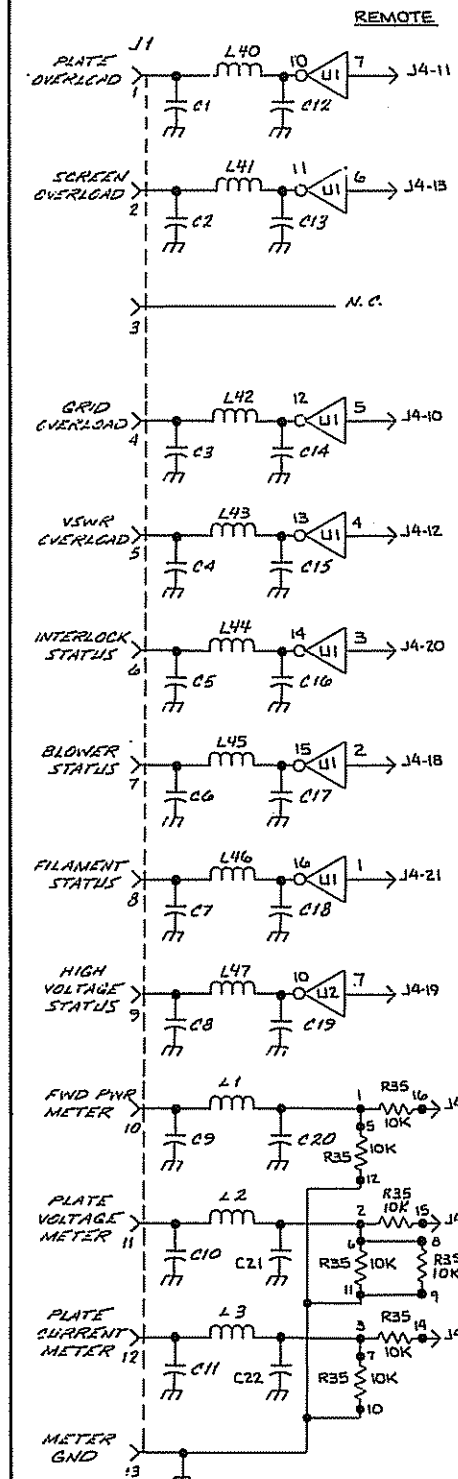 REMOTE
J1
PLATE OVERLOAD
1
L40
C1
C12
10
U1
7
J4-11
SCREEN OVERLOAD
2
L41
C2
C13
11
U1
6
J4-13
3
N.C.
GRID OVERLOAD
4
L42
C3
C14
12
U1
5
J4-10
VSWR OVERLOAD
5
L43
C4
C15
13
U1
4
J4-12
INTERLOCK STATUS
6
L44
C5
C16
14
U1
3
J4-20
BLOWER STATUS
7
L45
C6
C17
15
U1
2
J4-18
FILAMENT STATUS
8
L46
C7
C18
16
U1
1
J4-21
HIGH VOLTAGE STATUS
9
L47
C8
C19
10
U2
7
J4-19
FWD PWR METER
10
L1
C9
C20
1
R35
16
10K
J4
5
R35
10K
12
PLATE VOLTAGE METER
11
L2
C10
C21
2
R35
10K
15
J4
6
8
R35
10K
R35
10K
11
9
PLATE CURRENT METER
12
L3
C11
C22
3
R35
14
10K
J4
7
R35
10K
10
METER GND
13